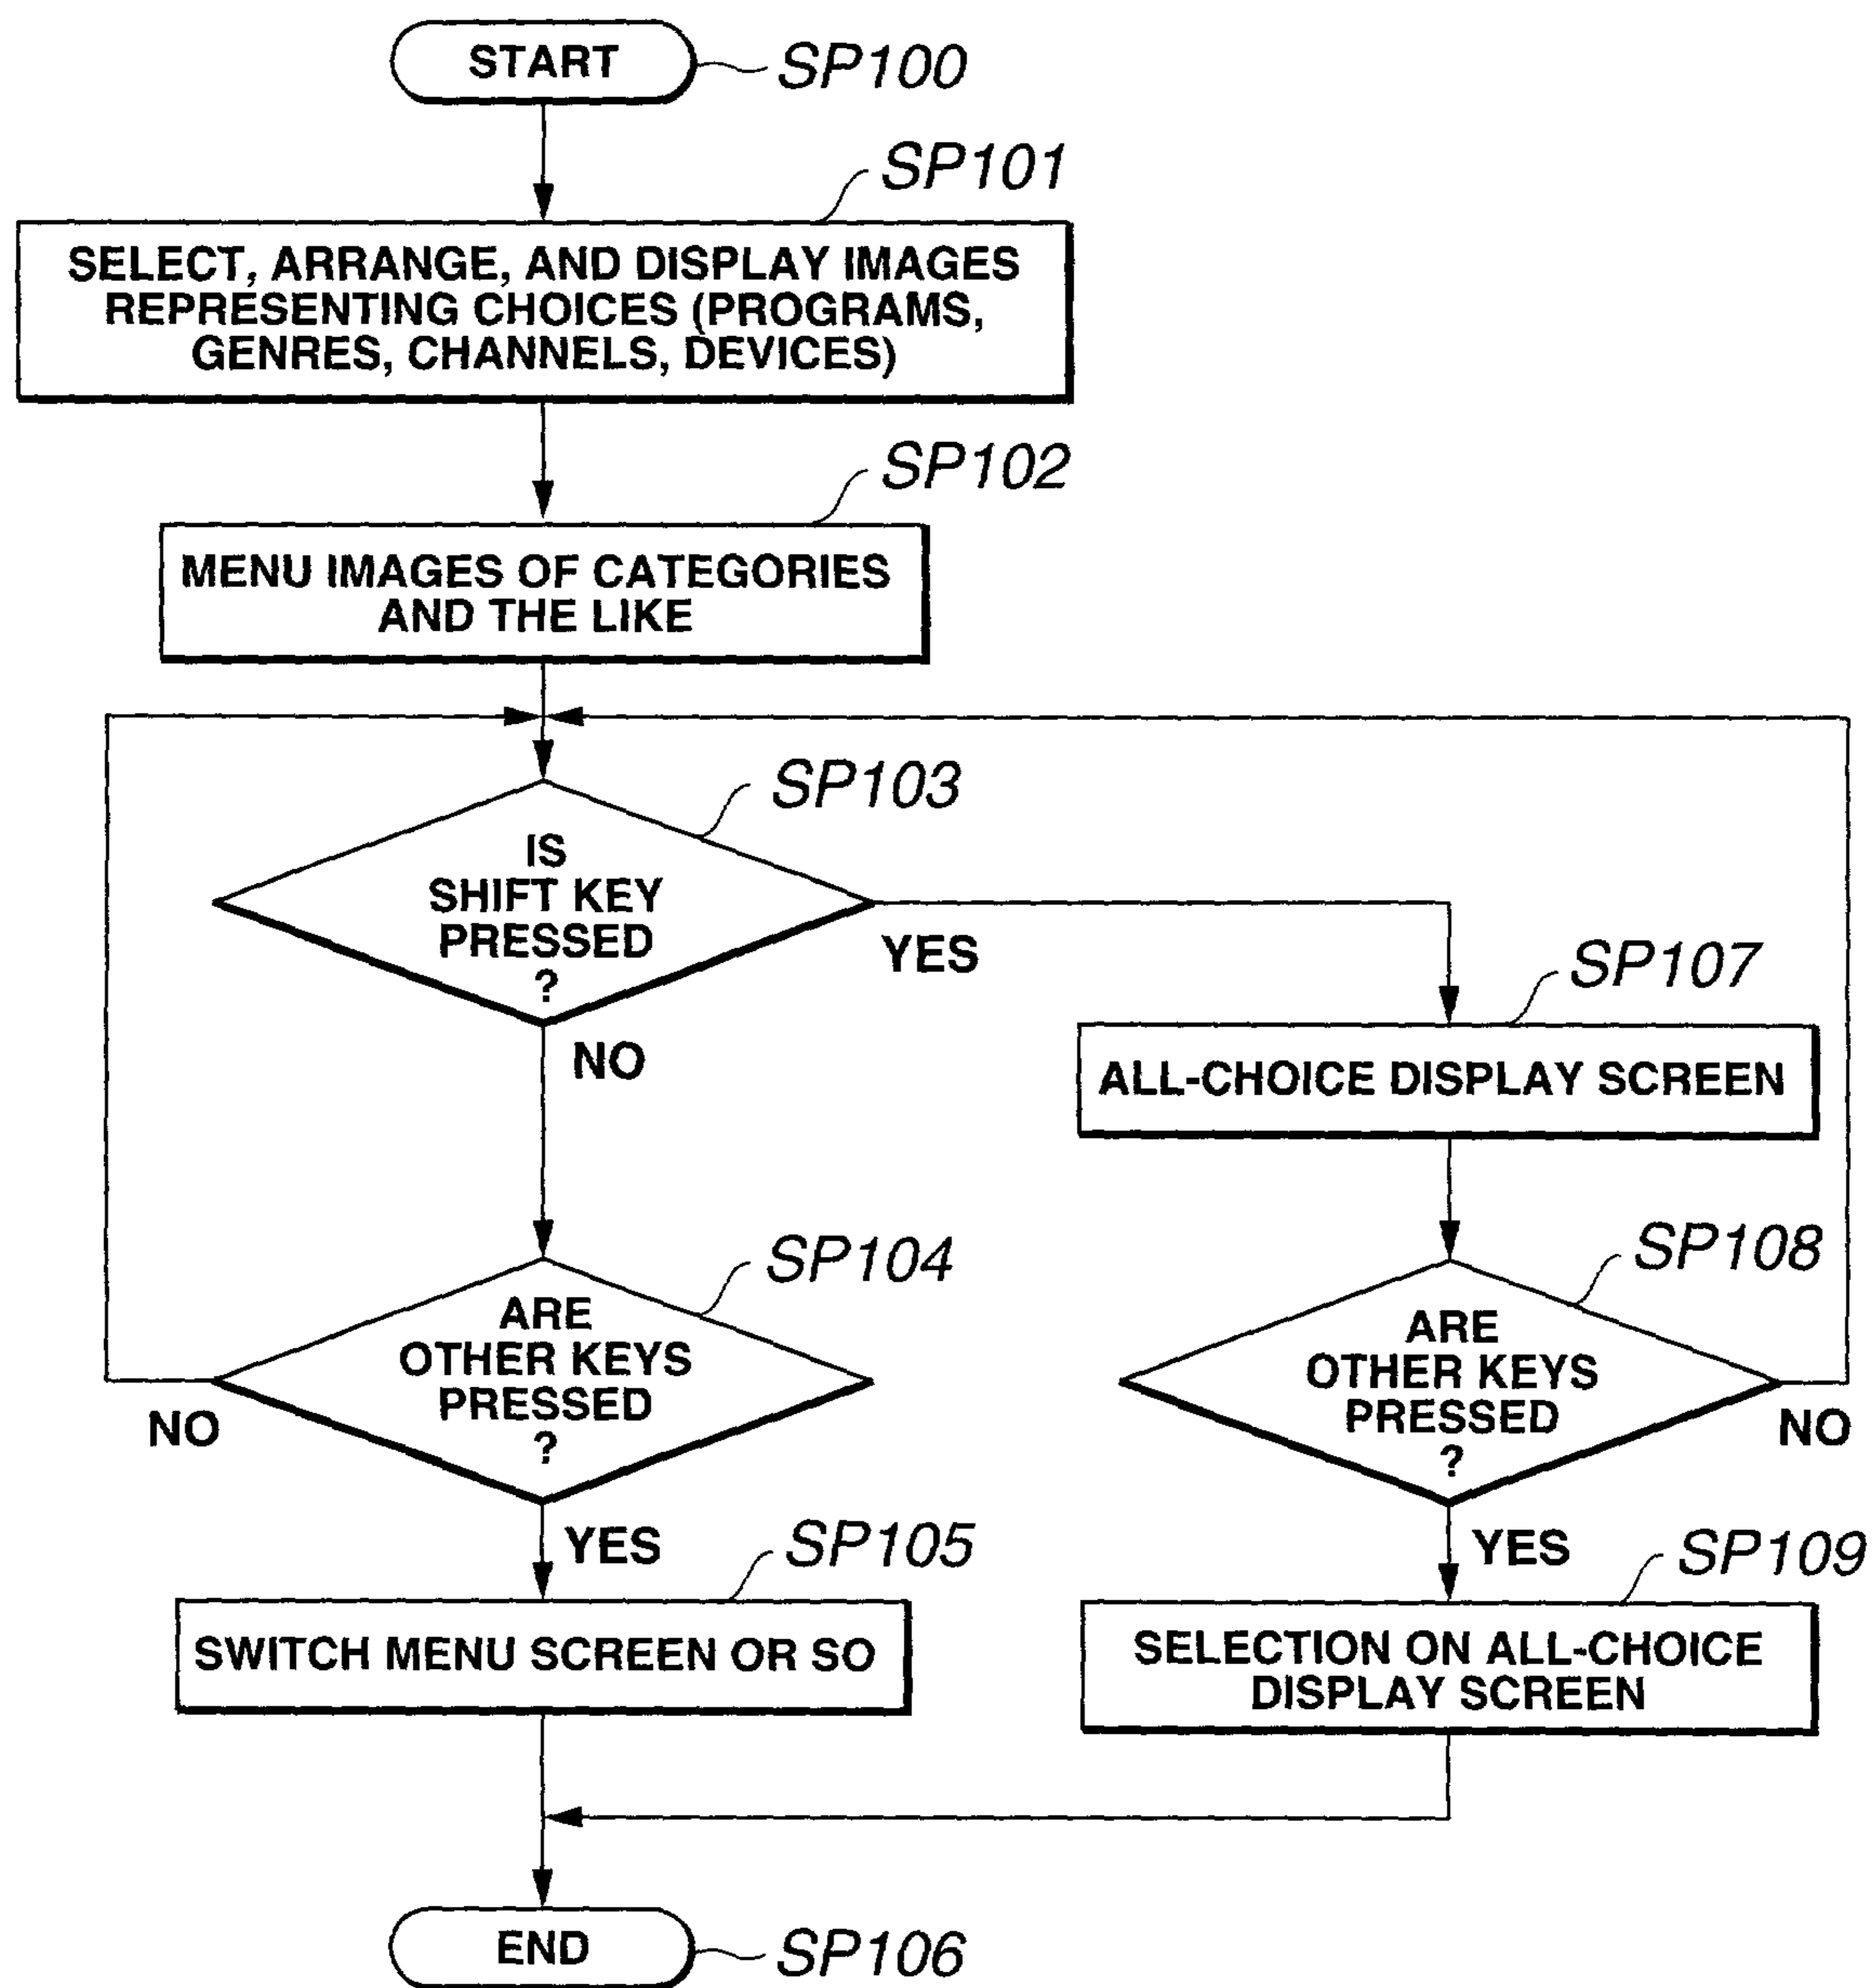 START
SP100
SP101
SELECT, ARRANGE, AND DISPLAY IMAGES
REPRESENTING CHOICES (PROGRAMS,
GENRES, CHANNELS, DEVICES)
SP102
MENU IMAGES OF CATEGORIES
AND THE LIKE
SP103
IS
SHIFT KEY
PRESSED
?
YES
NO
SP107
ALL-CHOICE DISPLAY SCREEN
SP104
ARE
OTHER KEYS
PRESSED
?
NO
YES
SP108
ARE
OTHER KEYS
PRESSED
?
NO
YES
SP105
SWITCH MENU SCREEN OR SO
SP109
SELECTION ON ALL-CHOICE
DISPLAY SCREEN
END
SP106